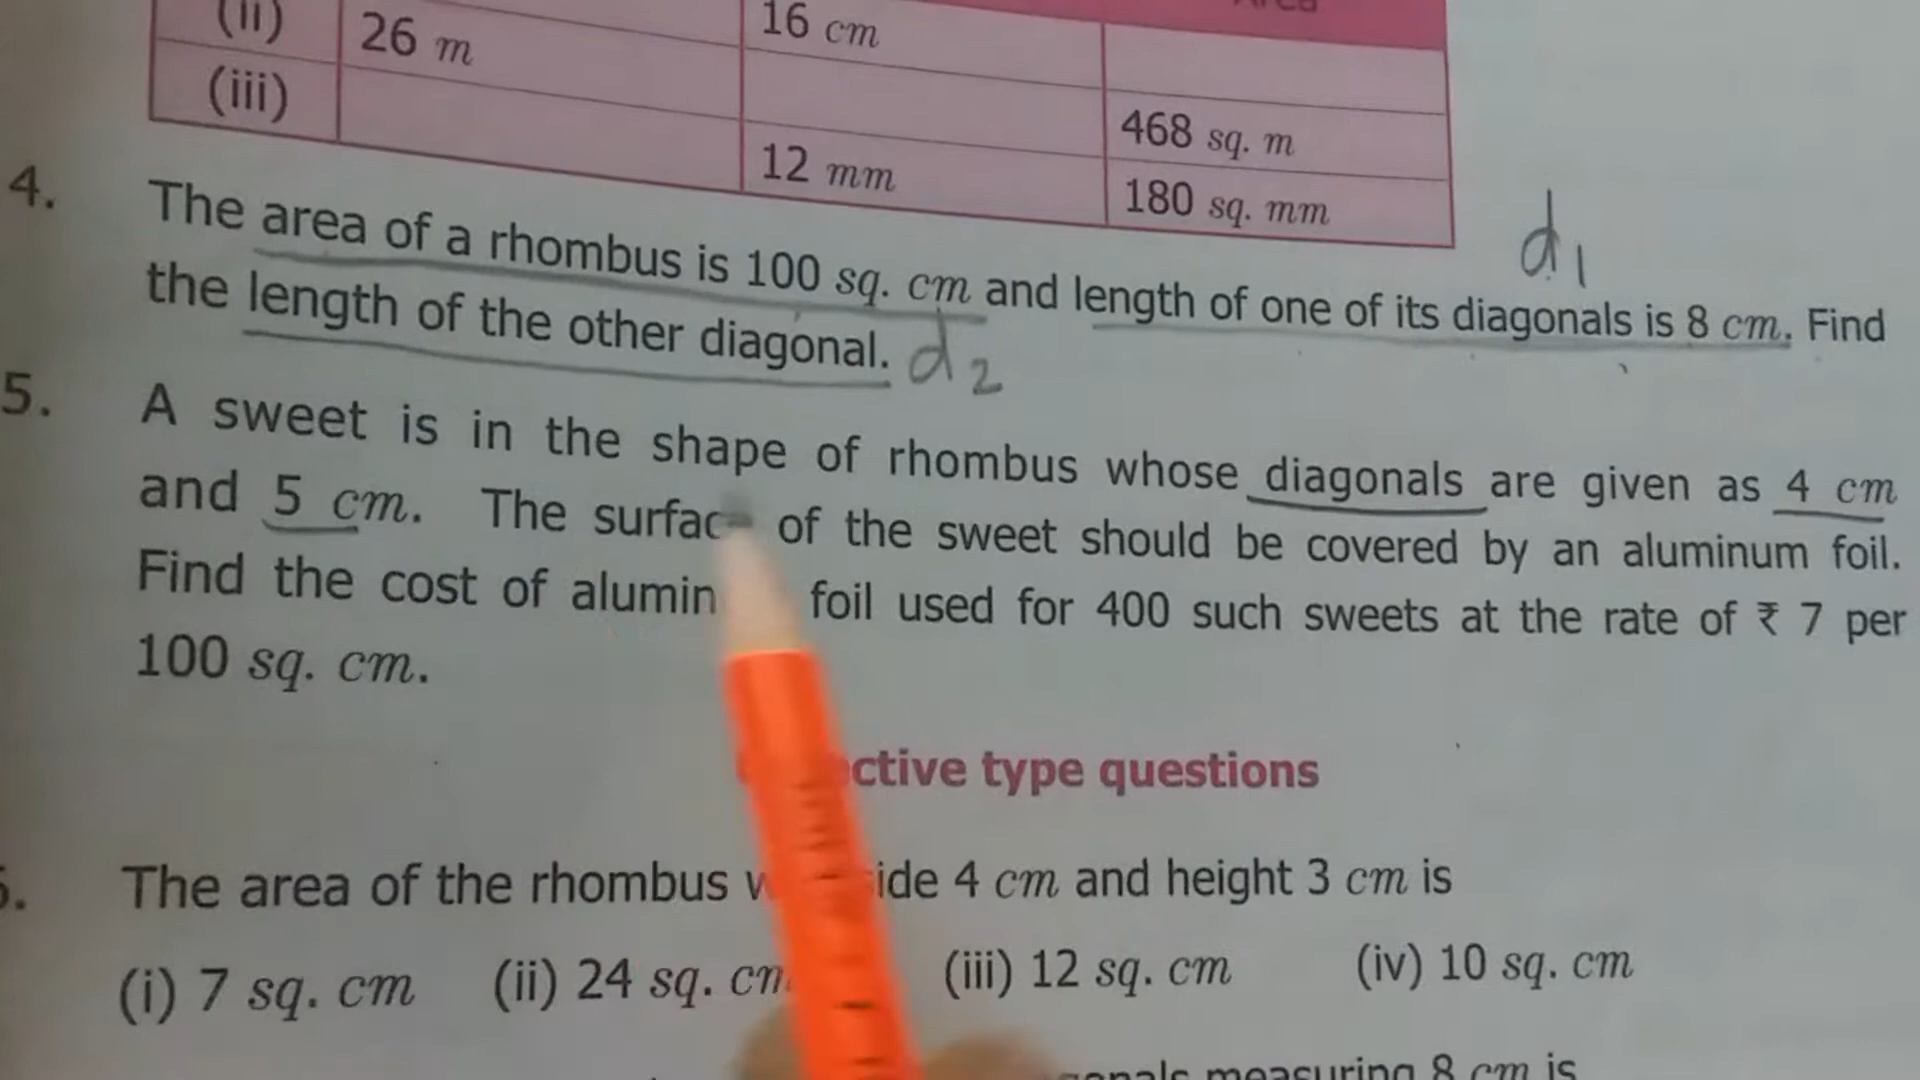 Area
(ii) 26 m 16 cm
(iii) 468 sq. m
12 mm 180 sq. mm
d1
4. The area of a rhombus is 100 sq. cm and length of one of its diagonals is 8 cm. Find
the length of the other diagonal. d2
5. A sweet is in the shape of rhombus whose diagonals are given as 4 cm
and 5 cm. The surfac of the sweet should be covered by an aluminum foil.
Find the cost of alumin foil used for 400 such sweets at the rate of ₹ 7 per
100 sq. cm.
ctive type questions
The area of the rhombus w ide 4 cm and height 3 cm is
(i) 7 sq. cm (ii) 24 sq. cm (iii) 12 sq. cm (iv) 10 sq. cm
onals measuring 8 cm is